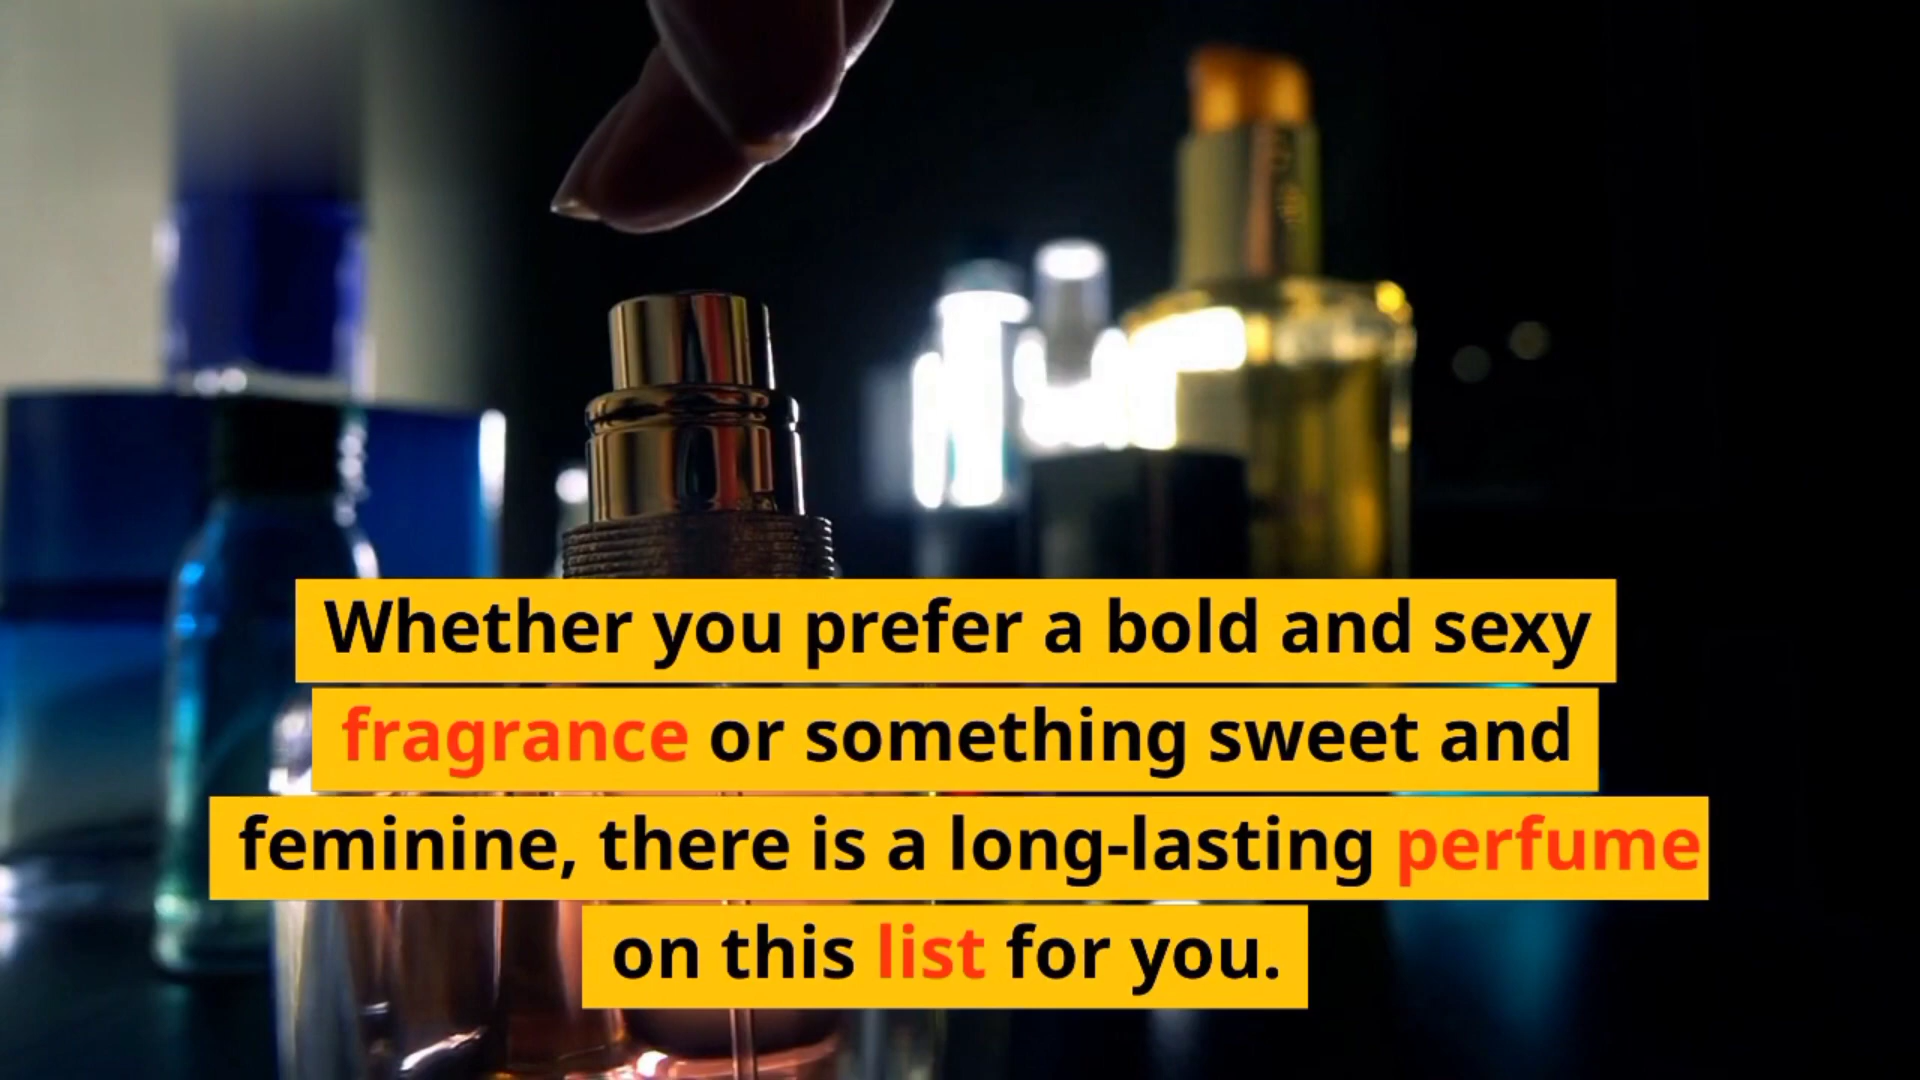 Whether you prefer a bold and sexy
fragrance or something sweet and
feminine, there is a long-lasting perfume
on this list for you.